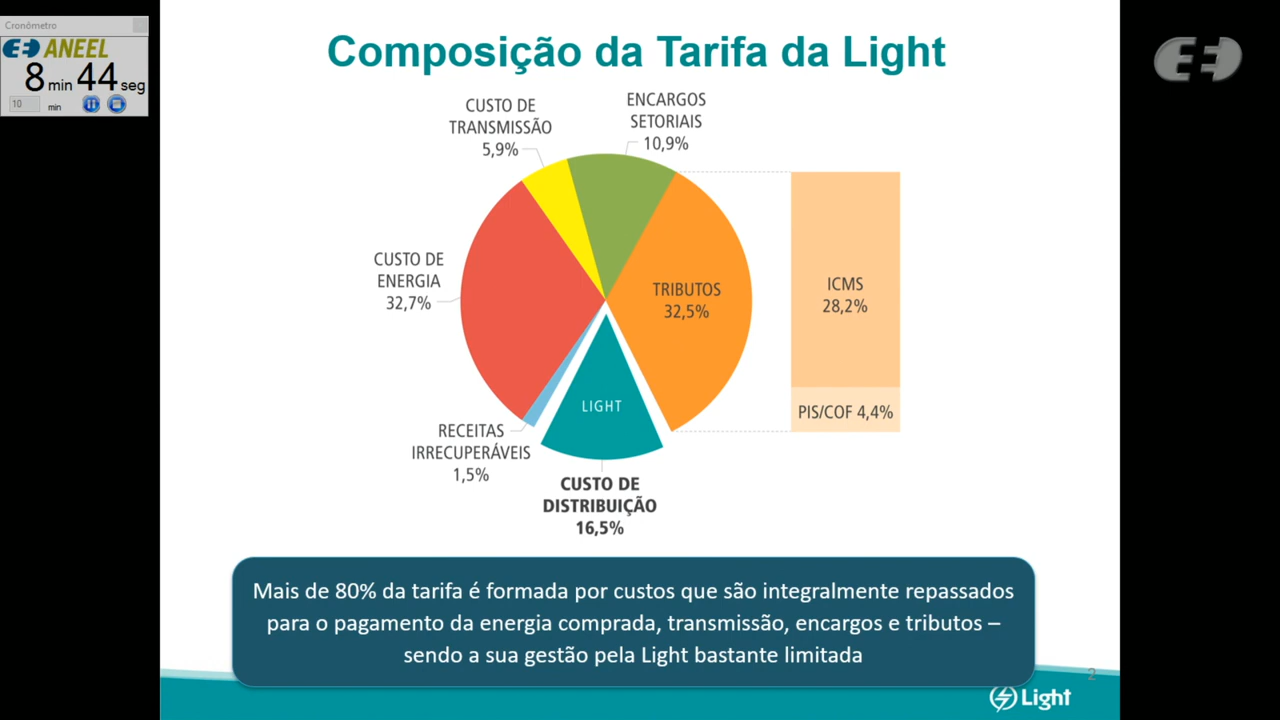 Cronômetro
ANEEL
8 min 44 seg
10 min
Composição da Tarifa da Light
CUSTO DE
TRANSMISSÃO
5,9%
ENCARGOS
SETORIAIS
10,9%
CUSTO DE
ENERGIA
32,7%
TRIBUTOS
32,5%
ICMS
28,2%
PIS/COF 4,4%
LIGHT
RECEITAS
IRRECUPERÁVEIS
1,5%
CUSTO DE
DISTRIBUIÇÃO
16,5%
Mais de 80% da tarifa é formada por custos que são integralmente repassados
para o pagamento da energia comprada, transmissão, encargos e tributos –
sendo a sua gestão pela Light bastante limitada
2
Light